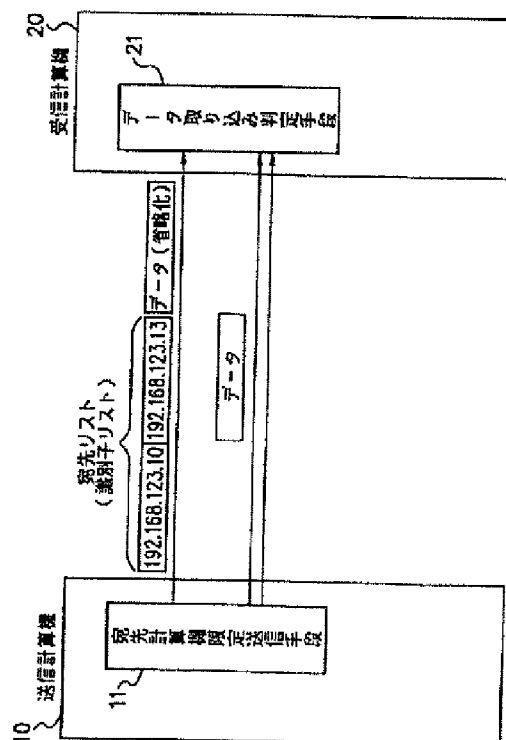 10
送信計算機
宛先計算機限定送信手段
11
宛先リスト
(識別子リスト)
192.168.123.10 192.168.123.13 データ(省略化)
データ
20
受信計算機
データ取り込み判定手段
21